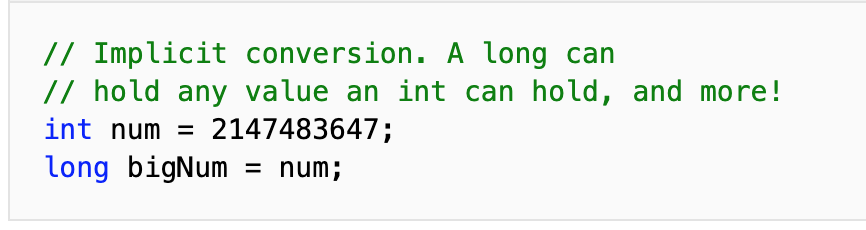 // Implicit conversion. A long can
// hold any value an int can hold, and more!
int num = 2147483647;
long bigNum = num;